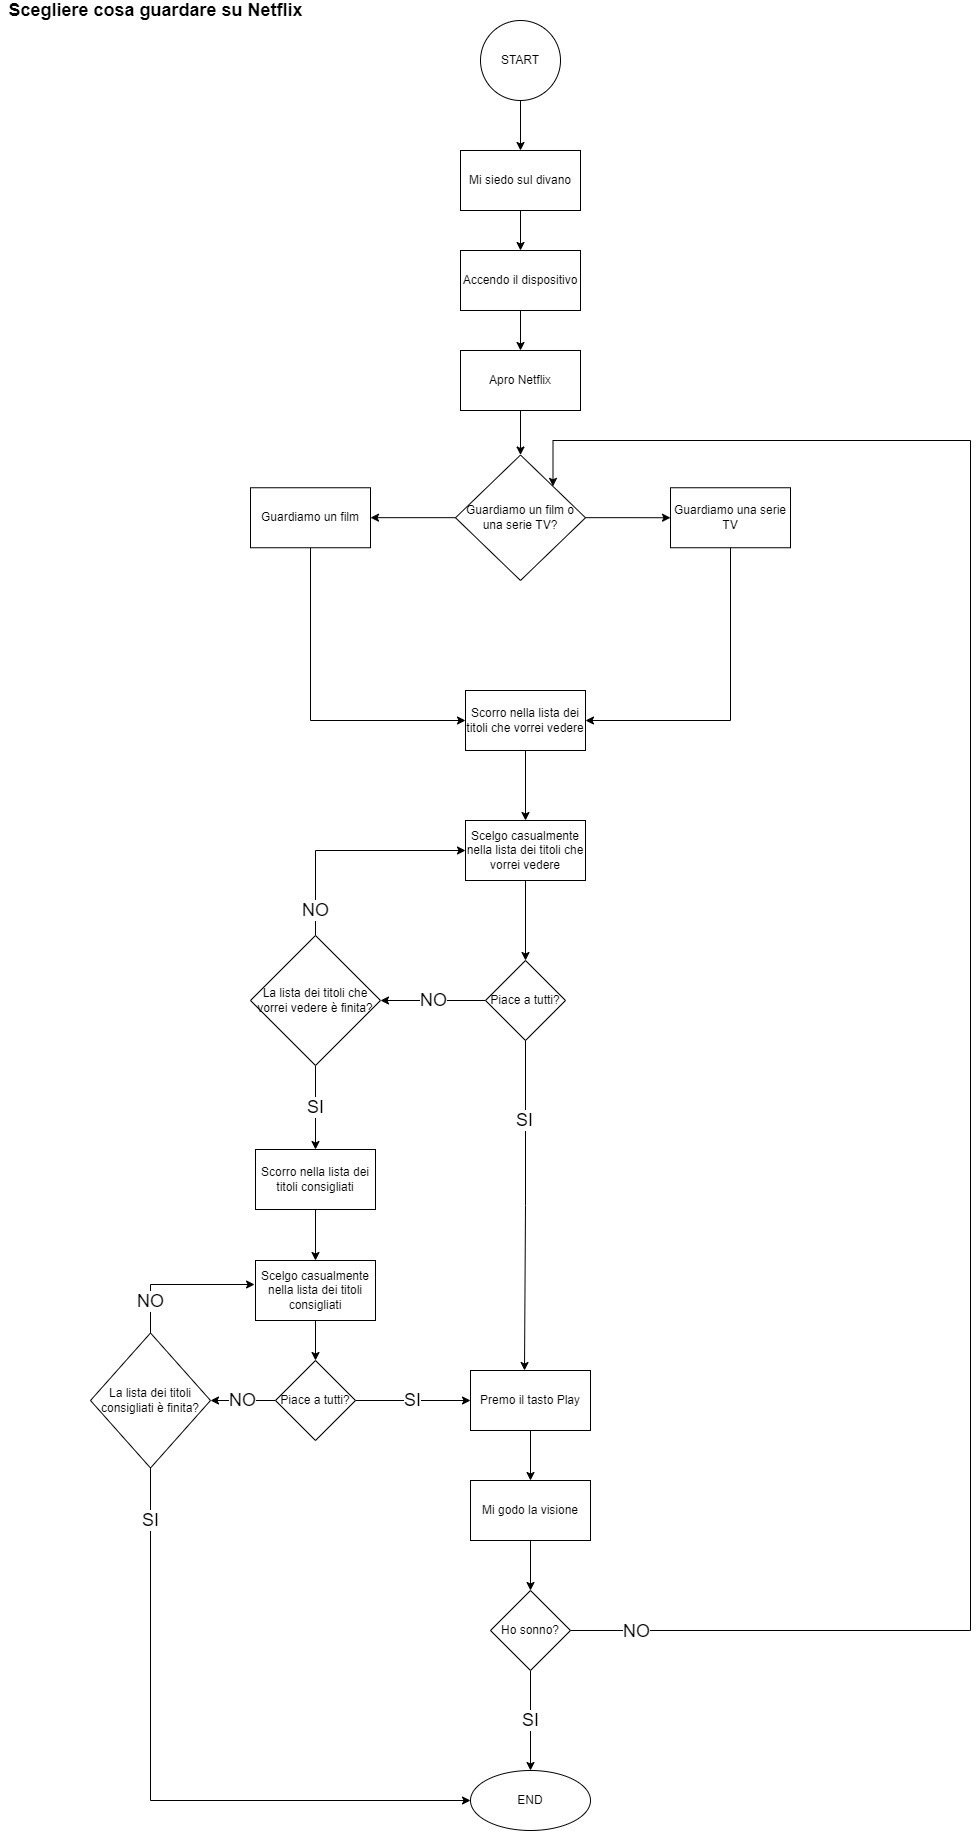 Scegliere cosa guardare su Netflix
START
Mi siedo sul divano
Accendo il dispositivo
Apro Netflix
Guardiamo un film
Guardiamo un film o
una serie TV?
Guardiamo una serie
TV
Scorro nella lista dei
titoli che vorrei vedere
Scelgo casualmente
nella lista dei titoli che
vorrei vedere
NO
La lista dei titoli che
vorrei vedere è finita?
NO
Piace a tutti?
SI
SI
Scorro nella lista dei
titoli consigliati
Scelgo casualmente
nella lista dei titoli
consigliati
NO
La lista dei titoli
consigliati è finita?
NO
Piace a tutti?
SI
Premo il tasto Play
SI
Mi godo la visione
Ho sonno?
NO
SI
END